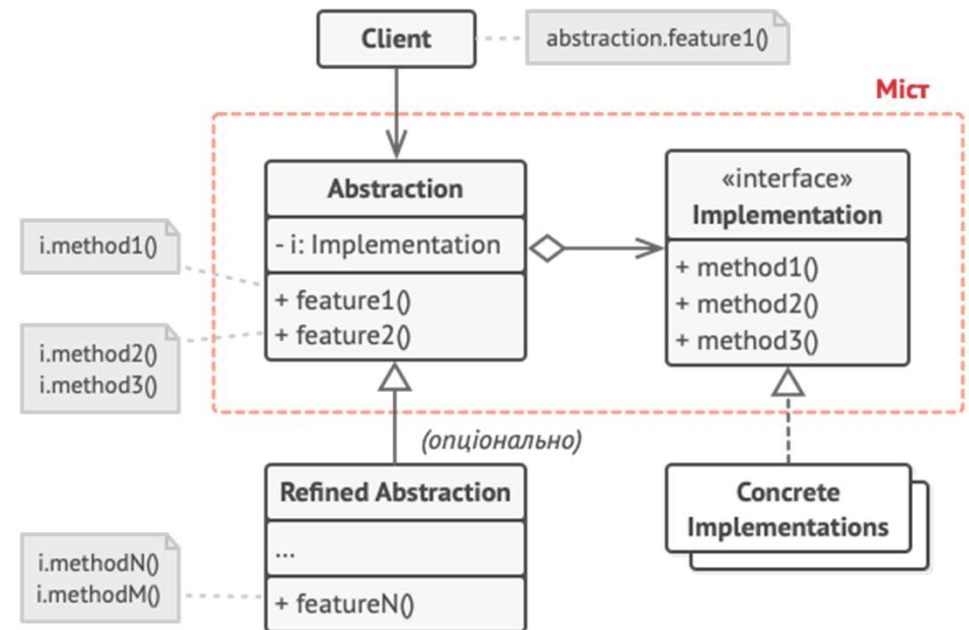 Client
abstraction.feature1()
Міст
Abstraction
- i: Implementation
+ feature1()
+ feature2()
«interface»
Implementation
+ method1()
+ method2()
+ method3()
i.method1()
i.method2()
i.method3()
(опціонально)
Refined Abstraction
...
+ featureN()
Concrete
Implementations
i.methodN()
i.methodM()